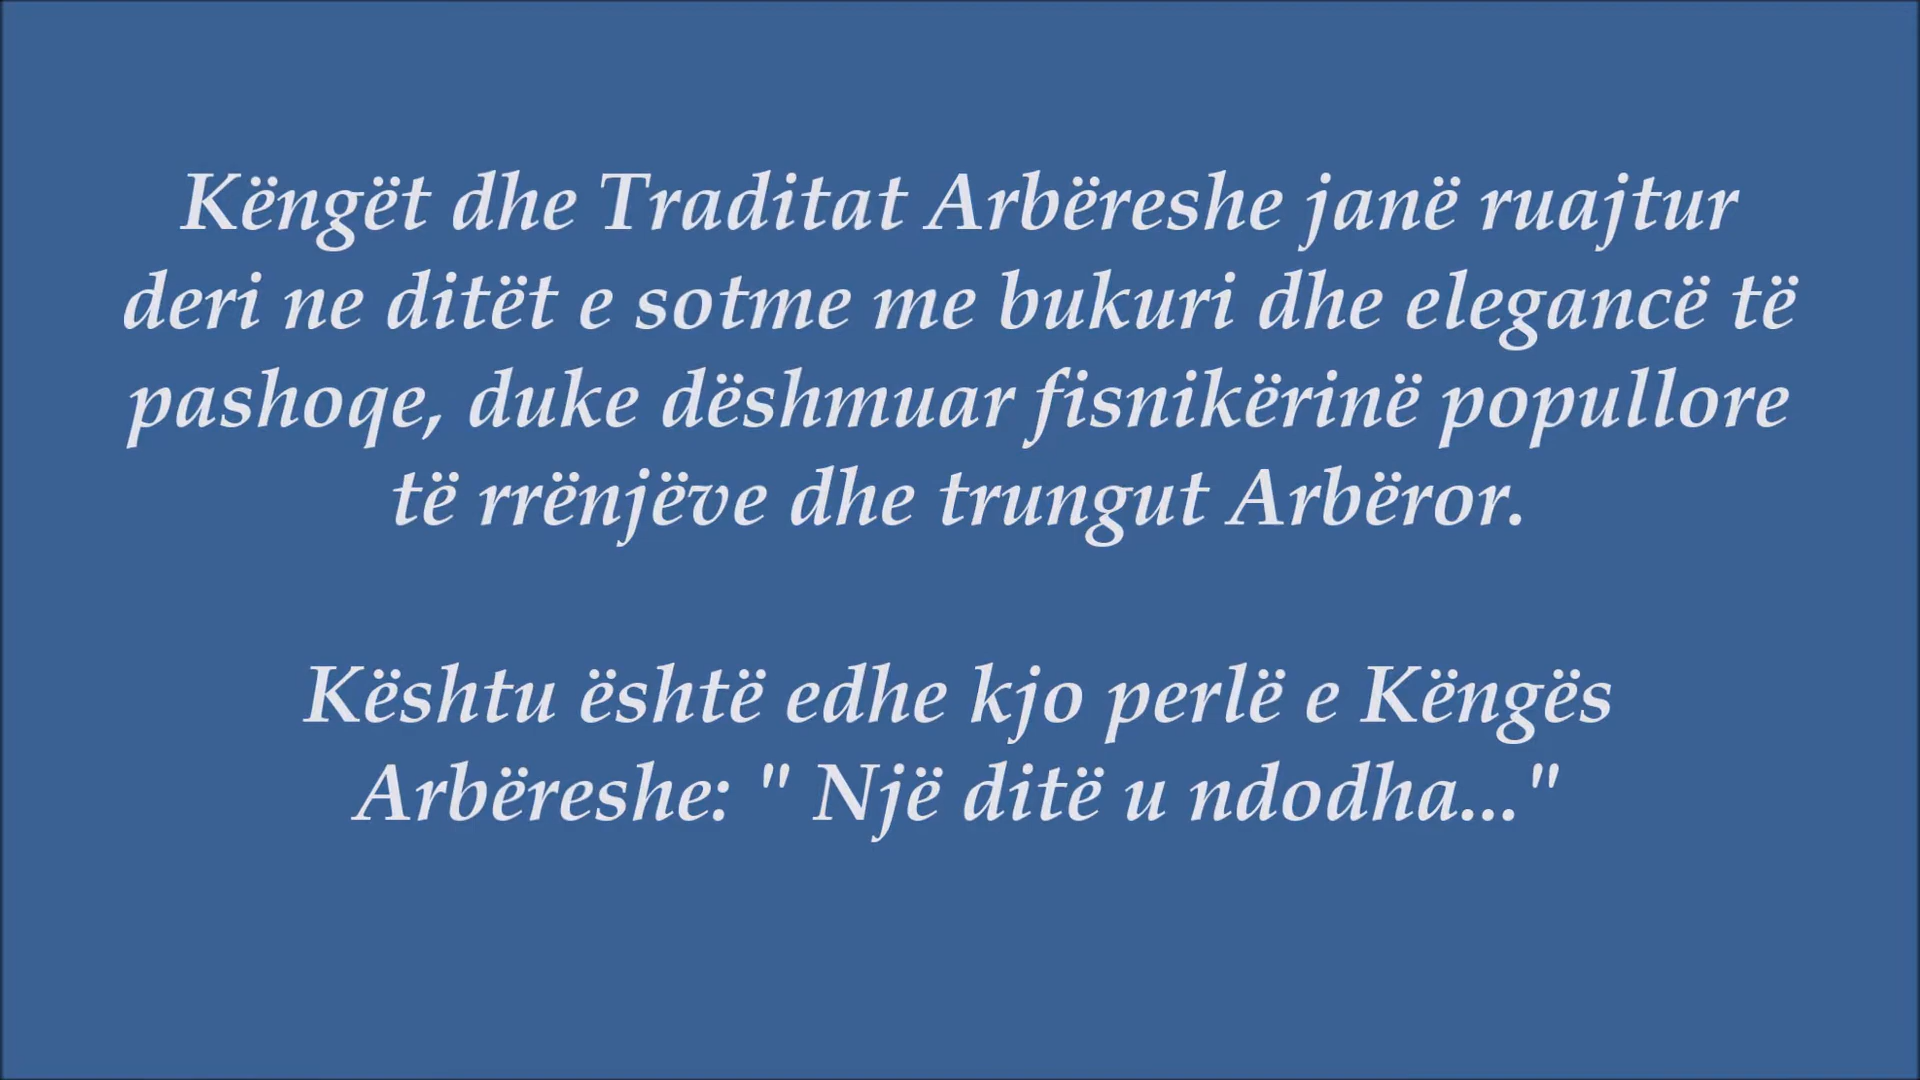 Këngët dhe Traditat Arbëreshe janë ruajtur
deri ne ditët e sotme me bukuri dhe elegancë të
pashoqe, duke dëshmuar fisnikërinë popullore
të rrënjëve dhe trungut Arbëror.
Kështu është edhe kjo perlë e Këngës
Arbëreshe: " Një ditë u ndodha..."